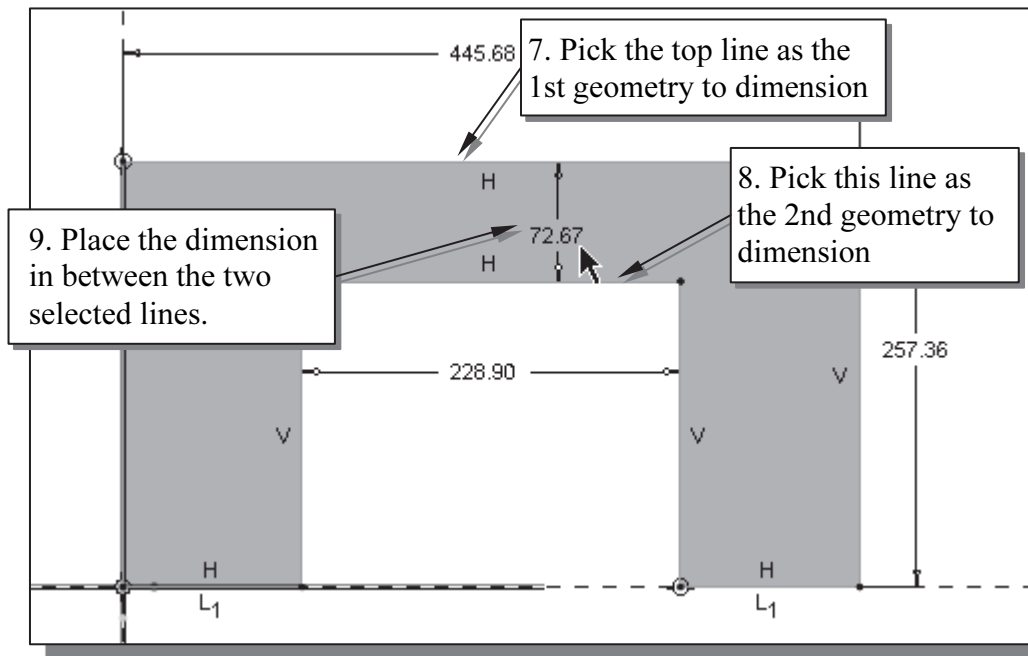 445.68
7. Pick the top line as the
1st geometry to dimension
H
8. Pick this line as
the 2nd geometry to
dimension
9. Place the dimension
in between the two
selected lines.
72.67
H
257.36
228.90
V
V
V
H
L1
H
L1